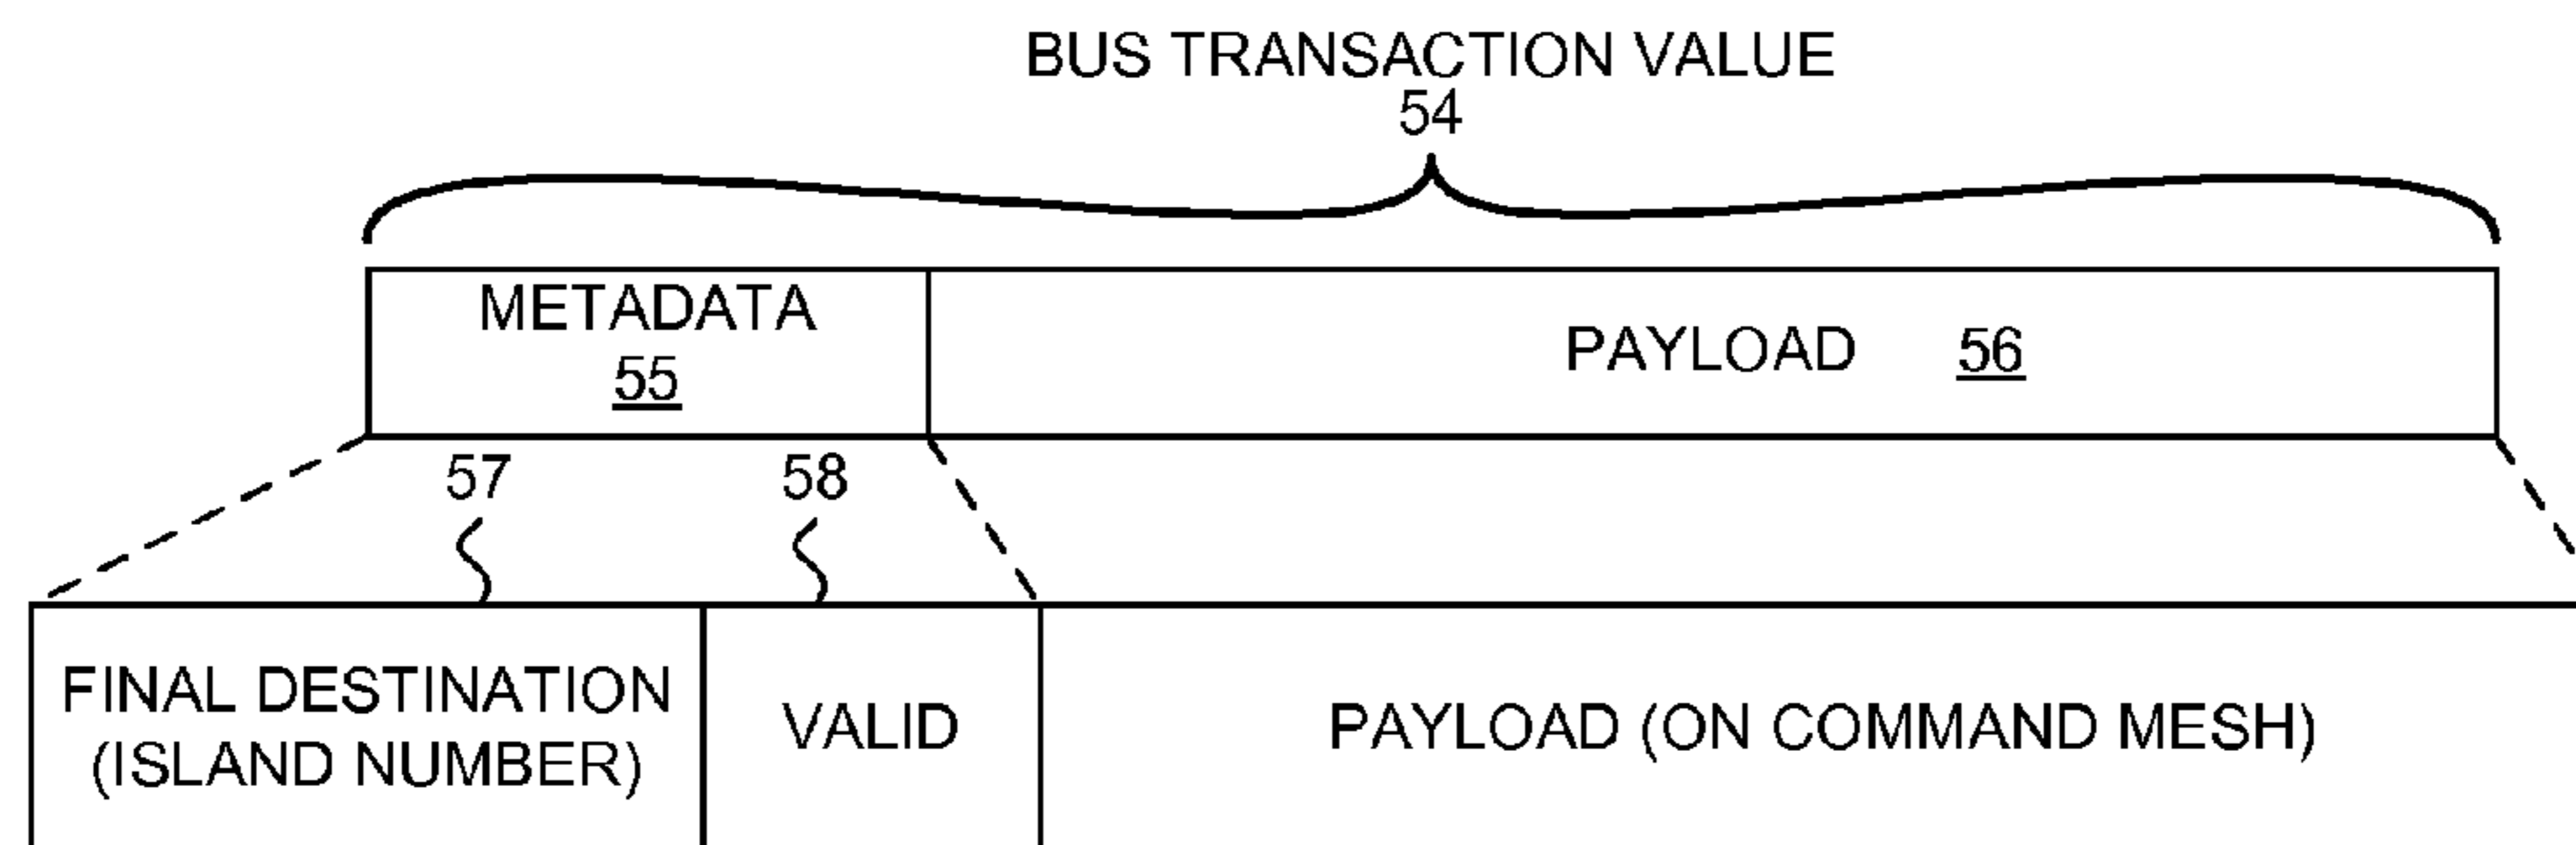 BUS TRANSACTION VALUE
54
METADATA
55
PAYLOAD 56
57 58
FINAL DESTINATION
(ISLAND NUMBER)
VALID
PAYLOAD (ON COMMAND MESH)